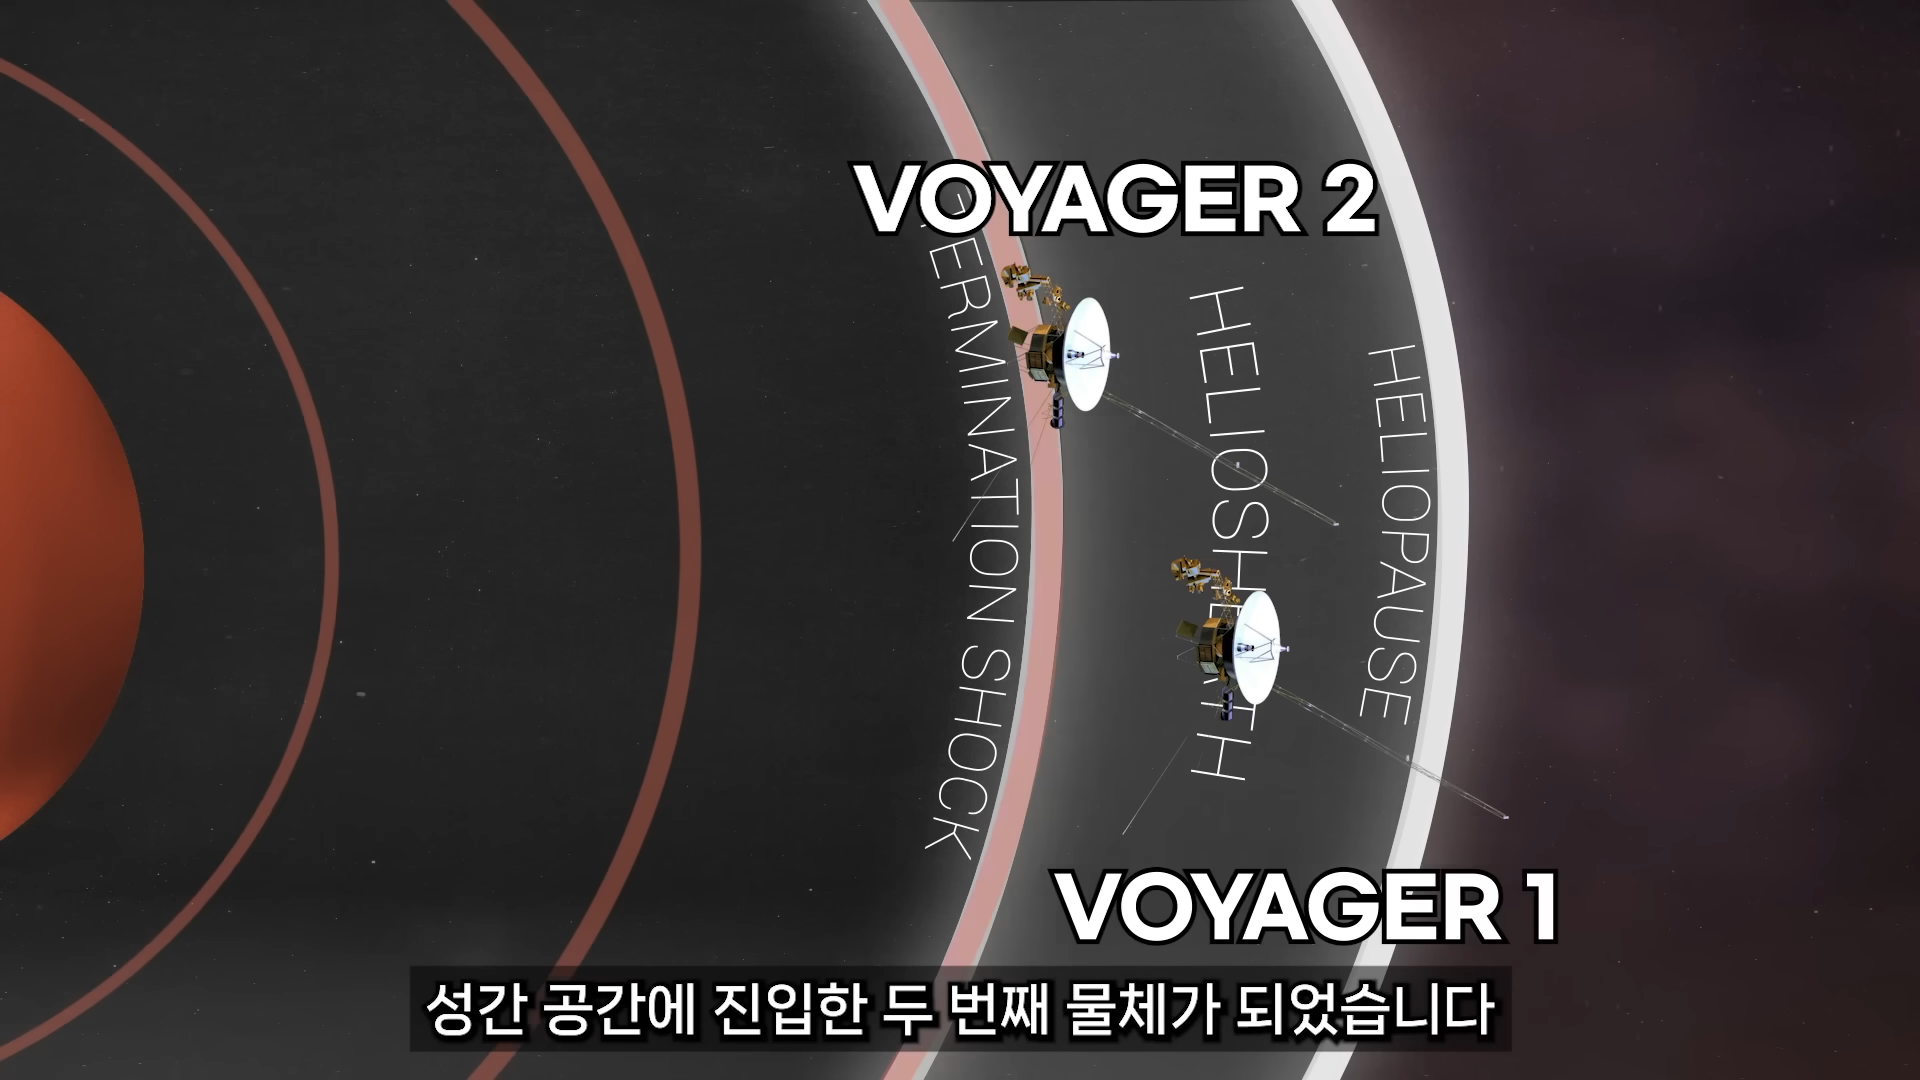 VOYAGER 2
TERMINATION SHOCK
HELIOSHEATH
HELIOPAUSE
VOYAGER 1
성간 공간에 진입한 두 번째 물체가 되었습니다